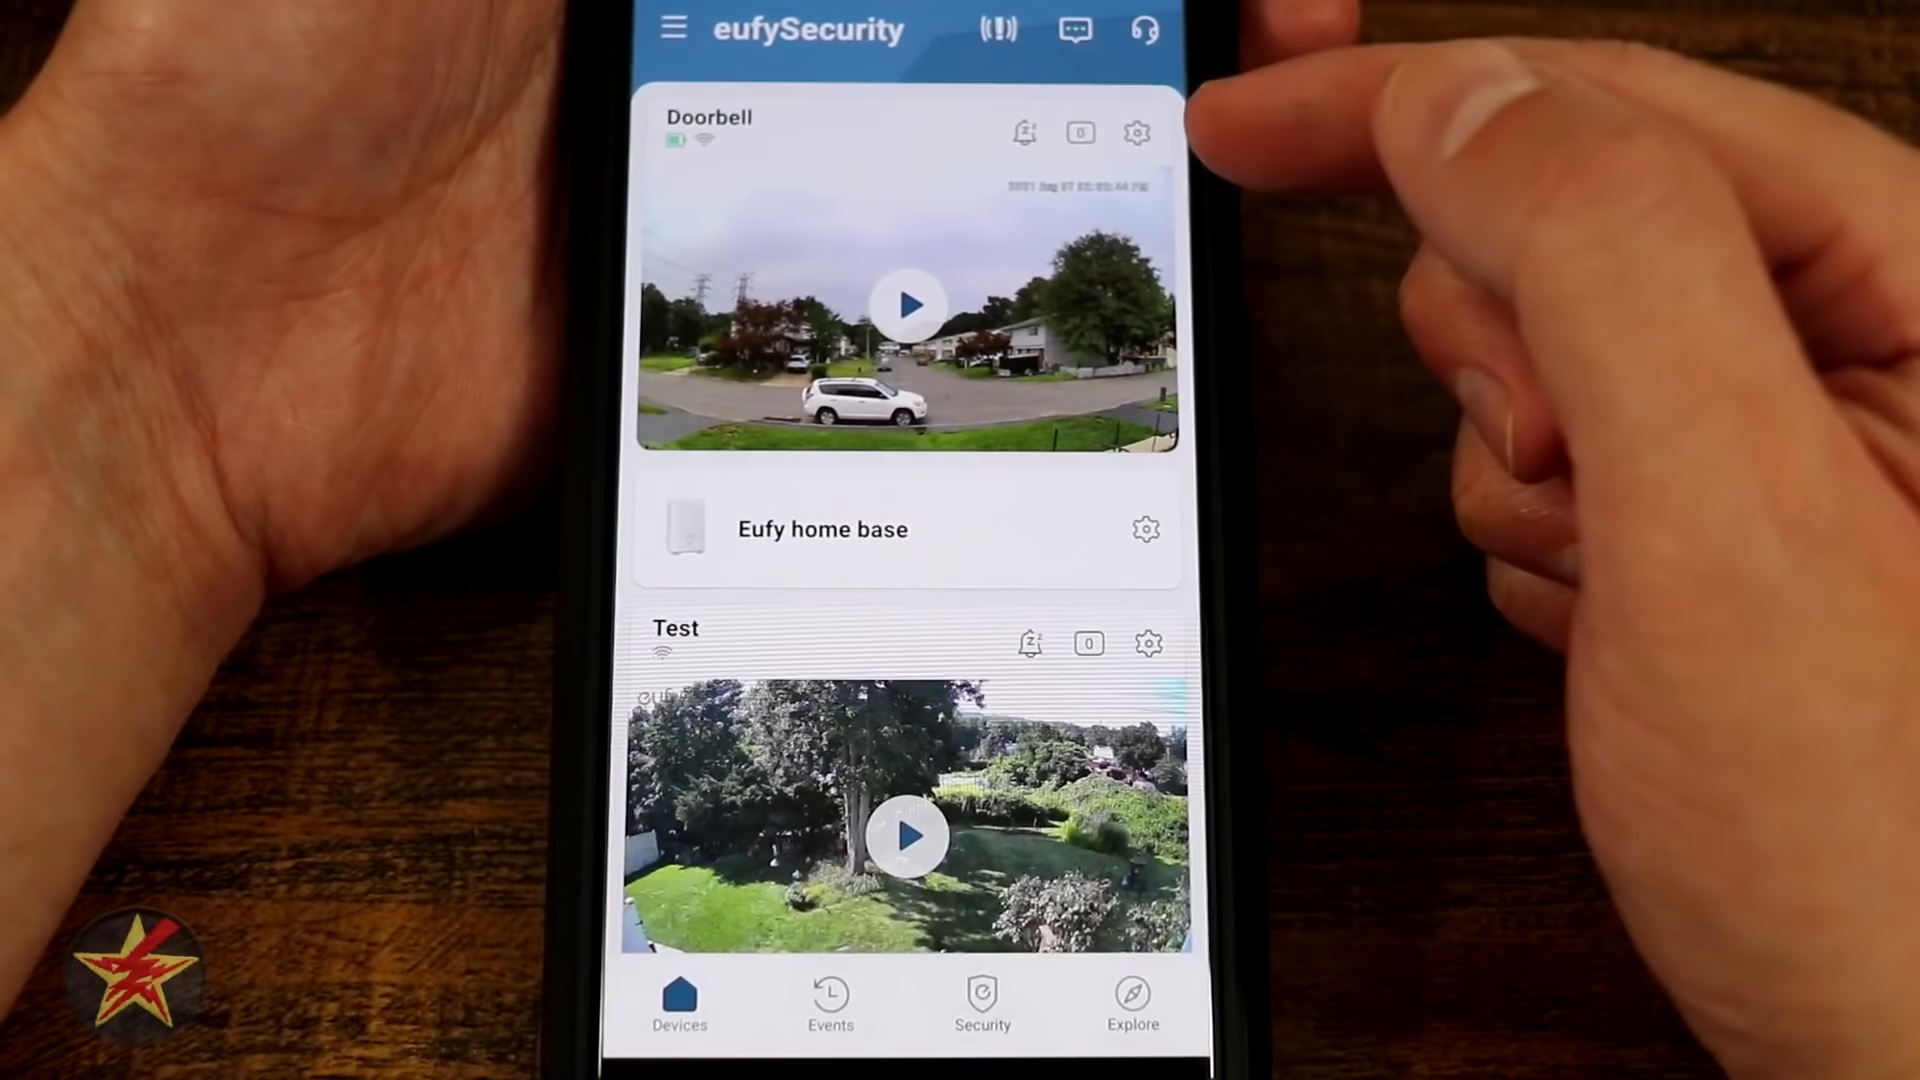 eufySecurity
Doorbell
0
Eufy home base
Test
0
Devices
Events
Security
Explore